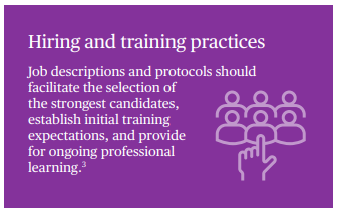 Hiring and training practices
Job descriptions and protocols should
facilitate the selection of
the strongest candidates,
establish initial training
expectations, and provide
for ongoing professional
learning.³